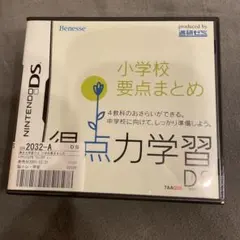 Benesse
produced by
進研ゼミ
NINTENDO DS
小学校
要点まとめ
4教科のおさらいができる。
中学校に向けて、しっかり準備しよう。
得点力学習
DS
2032-A